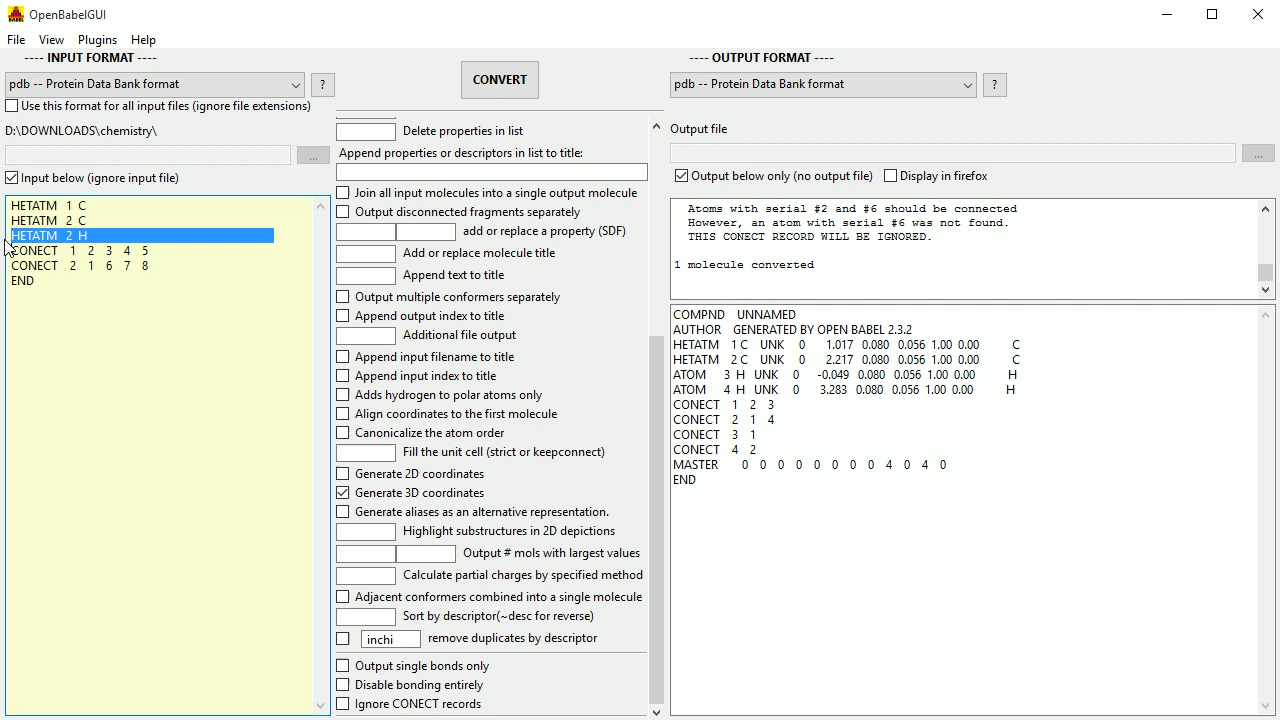 OpenBabelGUI
File View Plugins Help
---- INPUT FORMAT ----
pdb -- Protein Data Bank format
?
Use this format for all input files (ignore file extensions)
D:\DOWNLOADS\chemistry\
...
Input below (ignore input file)
HETATM 1 C
HETATM 2 C
HETATM 2 H
CONECT 1 2 3 4 5
CONECT 2 1 6 7 8
END
CONVERT
Delete properties in list
Append properties or descriptors in list to title:
Join all input molecules into a single output molecule
Output disconnected fragments separately
add or replace a property (SDF)
Add or replace molecule title
Append text to title
Output multiple conformers separately
Append output index to title
Additional file output
Append input filename to title
Append input index to title
Adds hydrogen to polar atoms only
Align coordinates to the first molecule
Canonicalize the atom order
Fill the unit cell (strict or keepconnect)
Generate 2D coordinates
Generate 3D coordinates
Generate aliases as an alternative representation.
Highlight substructures in 2D depictions
Output # mols with largest values
Calculate partial charges by specified method
Adjacent conformers combined into a single molecule
Sort by descriptor(~desc for reverse)
inchi remove duplicates by descriptor
Output single bonds only
Disable bonding entirely
Ignore CONECT records
---- OUTPUT FORMAT ----
pdb -- Protein Data Bank format
?
Output file
...
Output below only (no output file) Display in firefox
Atoms with serial #2 and #6 should be connected
However, an atom with serial #6 was not found.
THIS CONECT RECORD WILL BE IGNORED.
1 molecule converted
COMPND UNNAMED
AUTHOR GENERATED BY OPEN BABEL 2.3.2
HETATM 1 C UNK 0 1.017 0.080 0.056 1.00 0.00 C
HETATM 2 C UNK 0 2.217 0.080 0.056 1.00 0.00 C
ATOM 3 H UNK 0 -0.049 0.080 0.056 1.00 0.00 H
ATOM 4 H UNK 0 3.283 0.080 0.056 1.00 0.00 H
CONECT 1 2 3
CONECT 2 1 4
CONECT 3 1
CONECT 4 2
MASTER 0 0 0 0 0 0 0 0 4 0 4 0
END